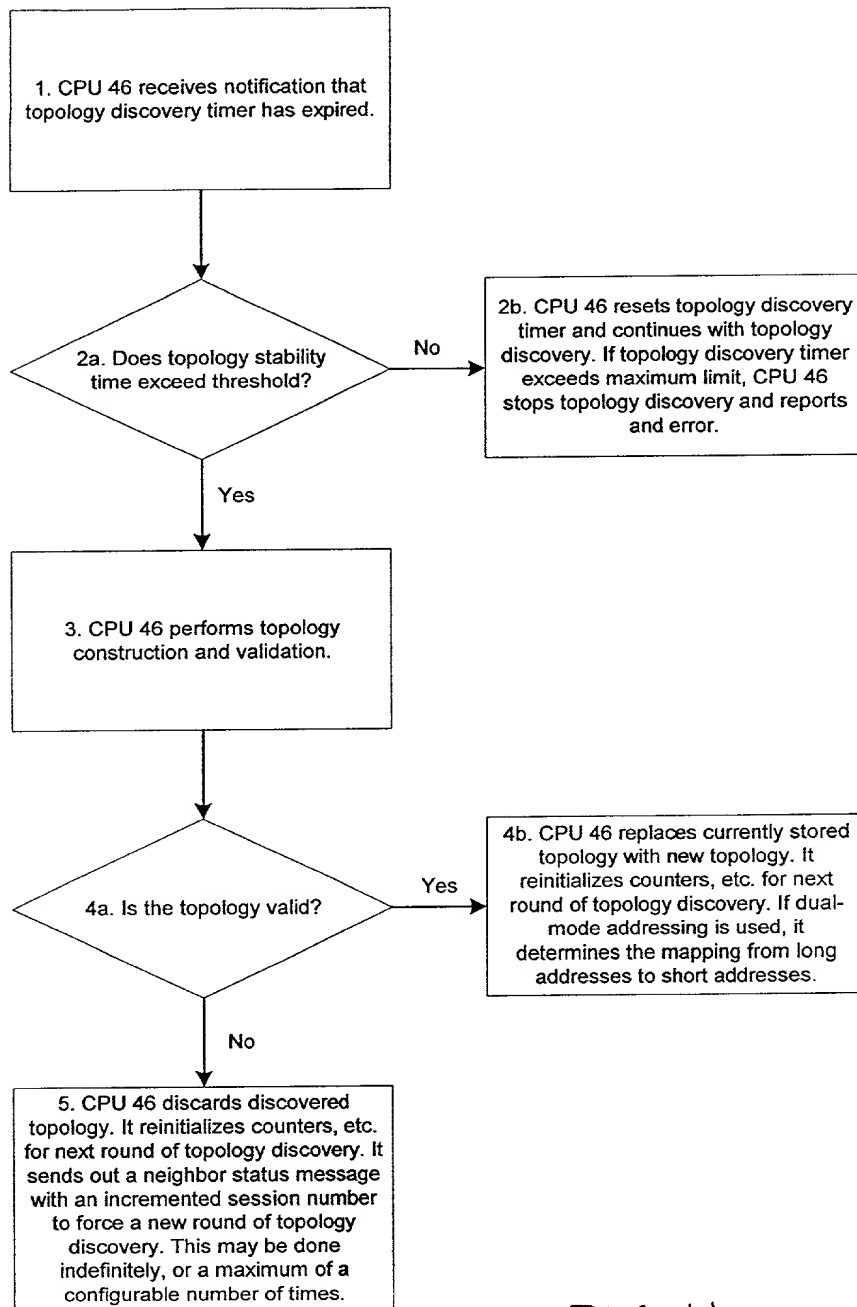 1. CPU 46 receives notification that
topology discovery timer has expired.
2a. Does topology stability
time exceed threshold?
No
2b. CPU 46 resets topology discovery
timer and continues with topology
discovery. If topology discovery timer
exceeds maximum limit, CPU 46
stops topology discovery and reports
and error.
Yes
3. CPU 46 performs topology
construction and validation.
4a. Is the topology valid?
Yes
4b. CPU 46 replaces currently stored
topology with new topology. It
reinitializes counters, etc. for next
round of topology discovery. If dual-
mode addressing is used, it
determines the mapping from long
addresses to short addresses.
No
5. CPU 46 discards discovered
topology. It reinitializes counters, etc.
for next round of topology discovery. It
sends out a neighbor status message
with an incremented session number
to force a new round of topology
discovery. This may be done
indefinitely, or a maximum of a
configurable number of times.